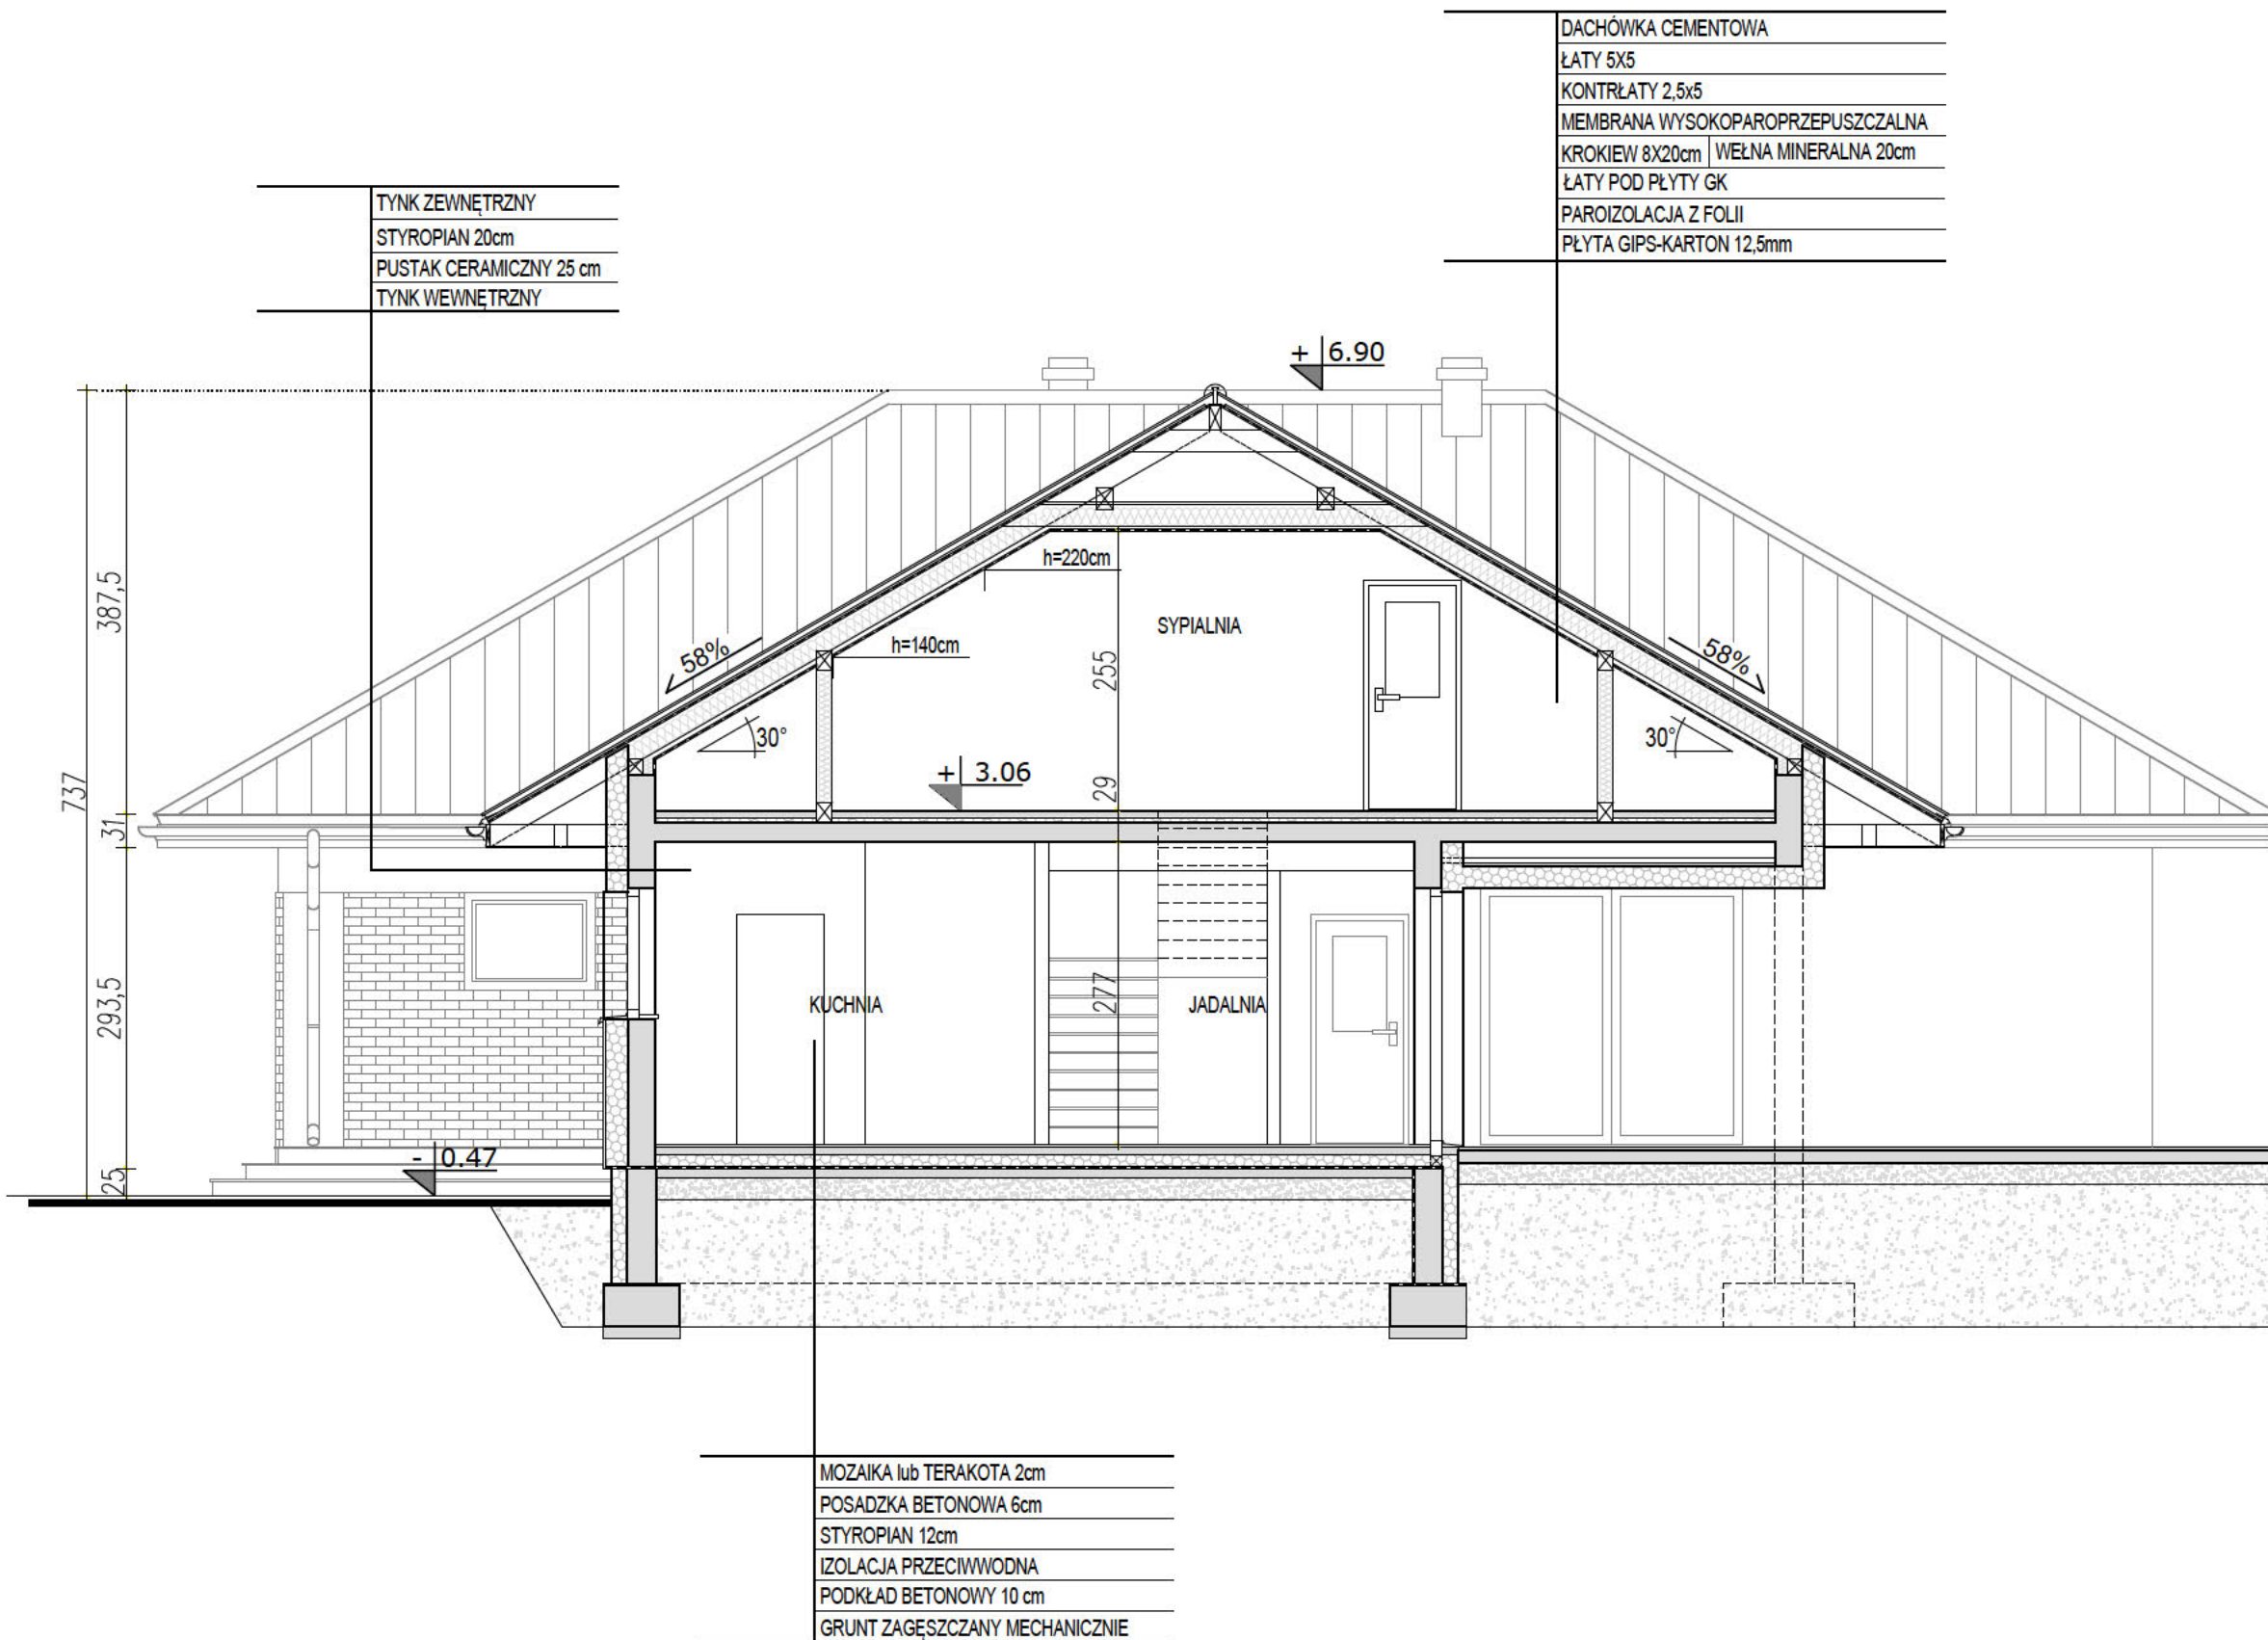 DACHÓWKA CEMENTOWA
ŁATY 5X5
KONTRŁATY 2,5x5
MEMBRANA WYSOKOPAROPRZEPUSZCZALNA
KROKIEW 8X20cm WEŁNA MINERALNA 20cm
ŁATY POD PŁYTY GK
PAROIZOLACJA Z FOLII
PŁYTA GIPS-KARTON 12,5mm
TYNK ZEWNĘTRZNY
STYROPIAN 20cm
PUSTAK CERAMICZNY 25 cm
TYNK WEWNĘTRZNY
+ 6.90
h=220cm
387,5
SYPIALNIA
h=140cm
58%
58%
255
30°
30°
+ 3.06
29
737
31
KUCHNIA
277
JADALNIA
293,5
- 0.47
25
MOZAIKA lub TERAKOTA 2cm
POSADZKA BETONOWA 6cm
STYROPIAN 12cm
IZOLACJA PRZECIWWODNA
PODKŁAD BETONOWY 10 cm
GRUNT ZAGĘSZCZANY MECHANICZNIE